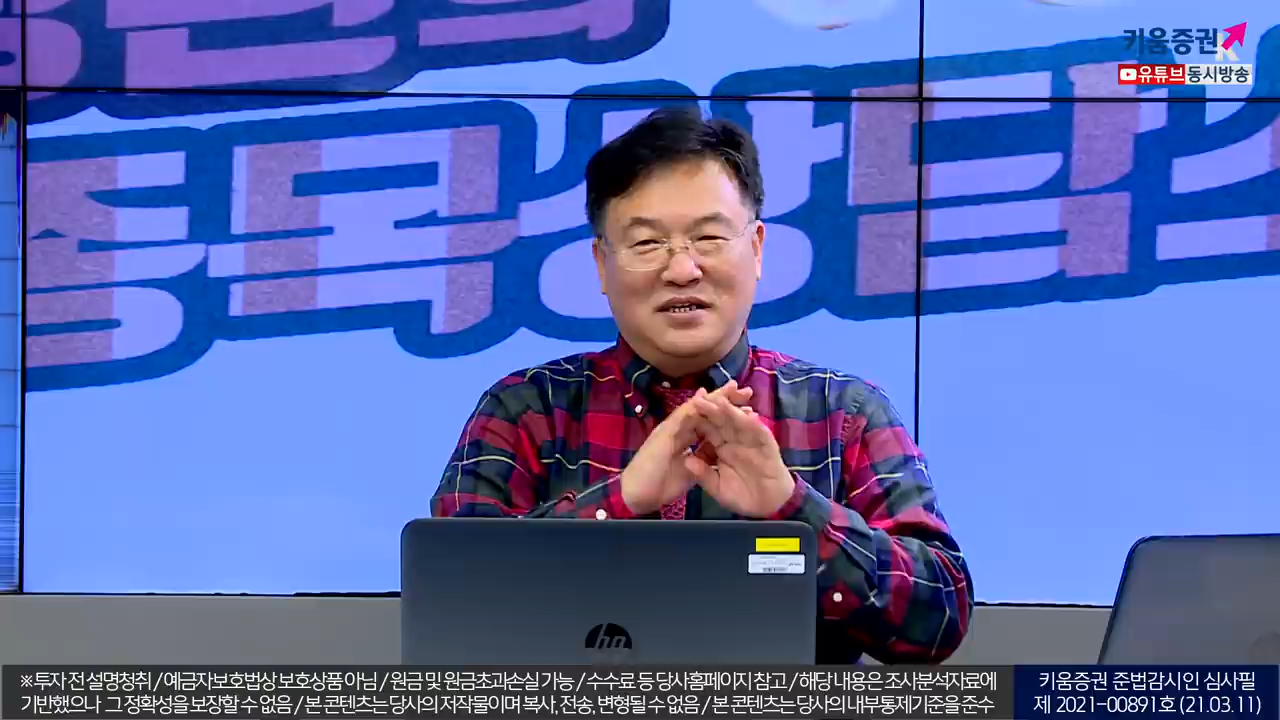 키움증권
유튜브 동시방송
종목상담소
hp
※ 투자 전 설명청취 / 예금자보호법상 보호상품 아님 / 원금 및 원금초과손실 가능 / 수수료 등 당사홈페이지 참고 / 해당 내용은 조사분석자료에
기반했으나 그 정확성을 보장할 수 없음 / 본 콘텐츠는 당사의 저작물이며 복사, 전송, 변형될 수 없음 / 본 콘텐츠는 당사의 내부통제기준을 준수
키움증권 준법감시인 심사필
제 2021-00891호 (21.03.11)